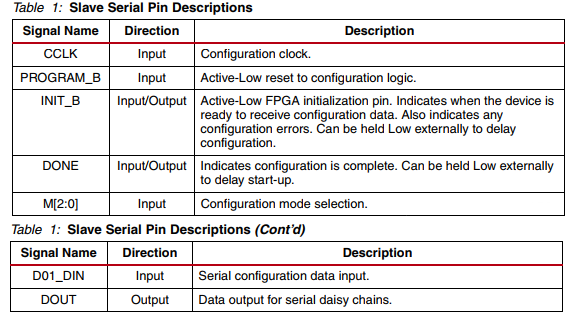 Table 1: Slave Serial Pin Descriptions
Signal Name Direction Description
CCLK Input Configuration clock.
PROGRAM_B Input Active-Low reset to configuration logic.
INIT_B Input/Output Active-Low FPGA initialization pin. Indicates when the device is
ready to receive configuration data. Also indicates any
configuration errors. Can be held Low externally to delay
configuration.
DONE Input/Output Indicates configuration is complete. Can be held Low externally
to delay start-up.
M[2:0] Input Configuration mode selection.
Table 1: Slave Serial Pin Descriptions (Cont'd)
Signal Name Direction Description
D01_DIN Input Serial configuration data input.
DOUT Output Data output for serial daisy chains.